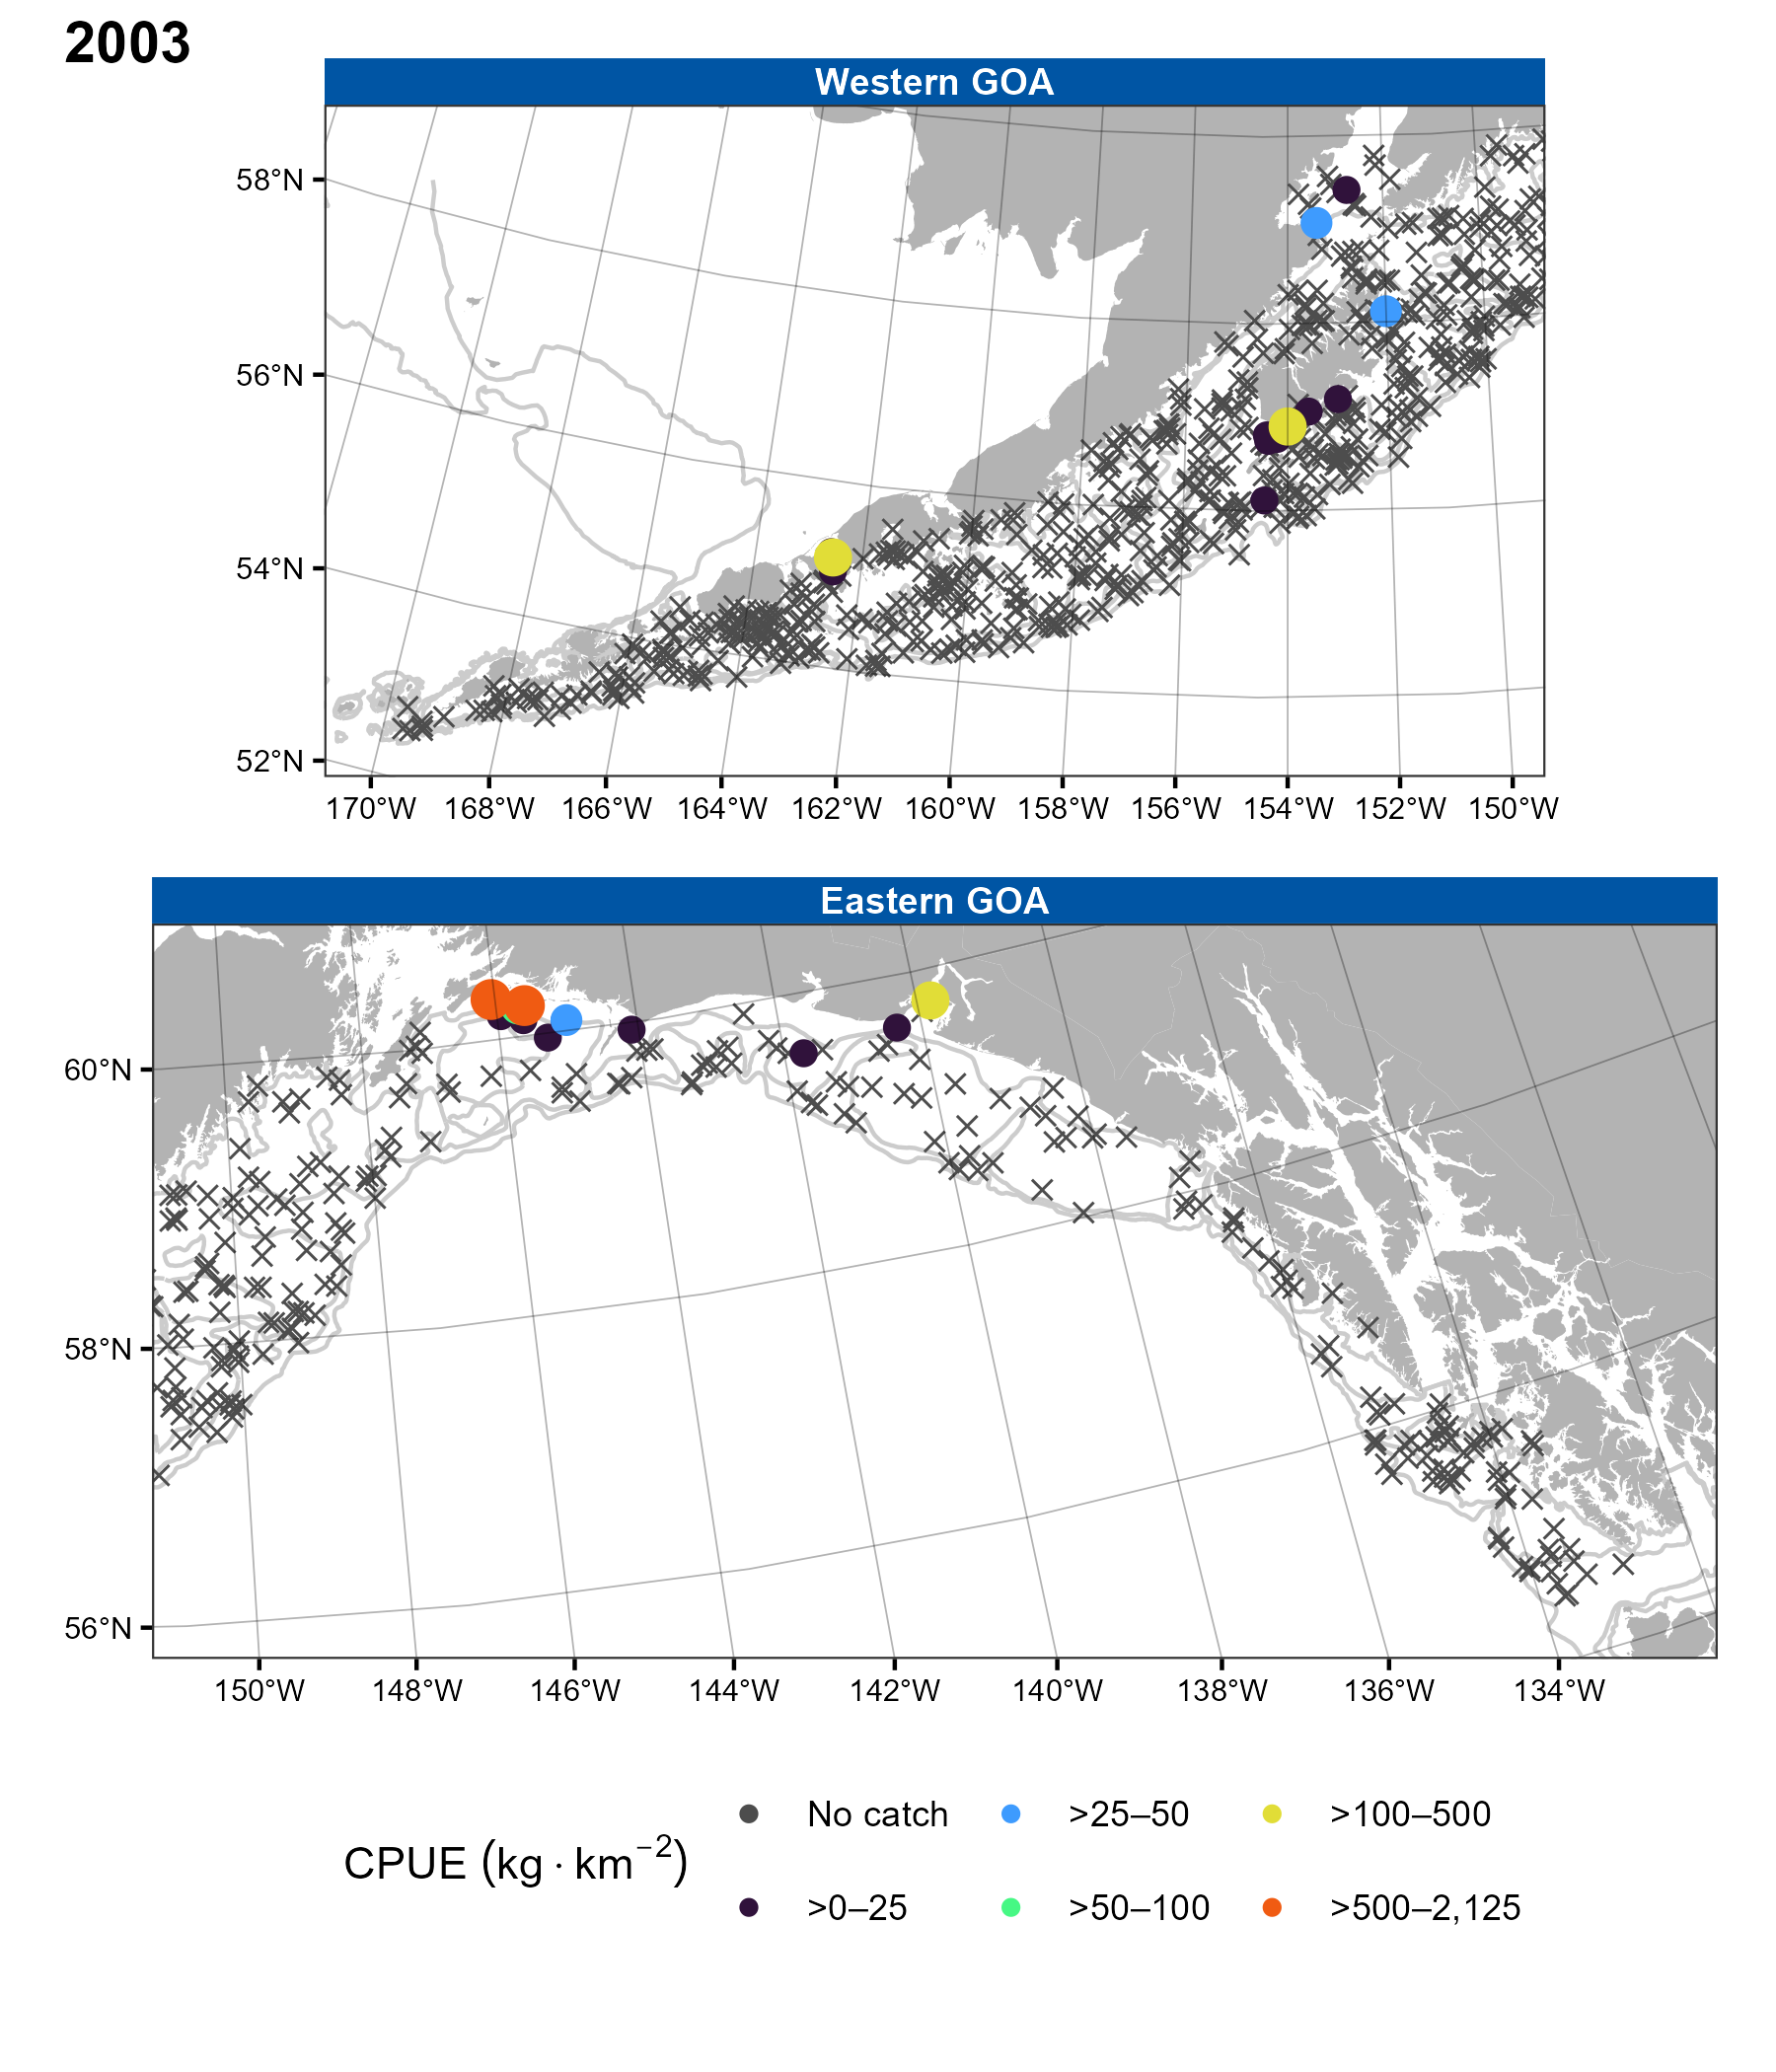 2003
Western GOA
58°N
56°N
54°N
52°N
170°W 168°W 166°W 164°W 162°W 160°W 158°W 156°W 154°W 152°W 150°W
Eastern GOA
60°N
58°N
56°N
150°W 148°W 146°W 144°W 142°W 140°W 138°W 136°W 134°W
CPUE (kg · km⁻²)
No catch >25–50 >100–500
>0–25 >50–100 >500–2,125